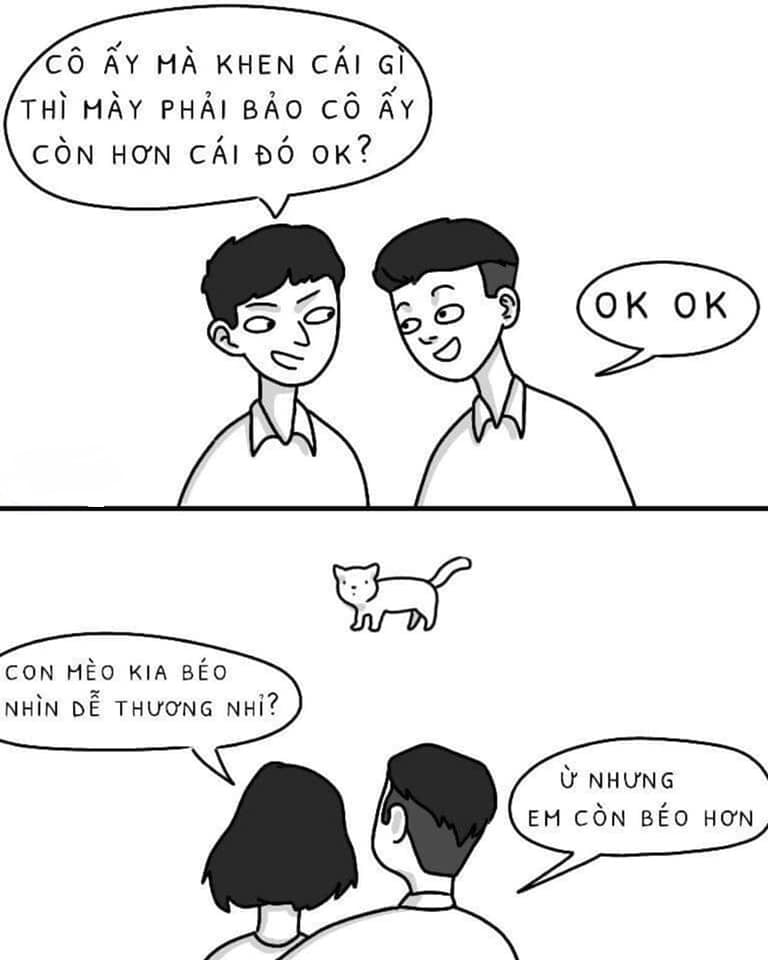 CÔ ẤY MÀ KHEN CÁI GÌ
THÌ MÀY PHẢI BẢO CÔ ẤY
CÒN HƠN CÁI ĐÓ OK?
OK OK
CON MÈO KIA BÉO
NHÌN DỄ THƯƠNG NHỈ?
Ừ NHƯNG
EM CÒN BÉO HƠN